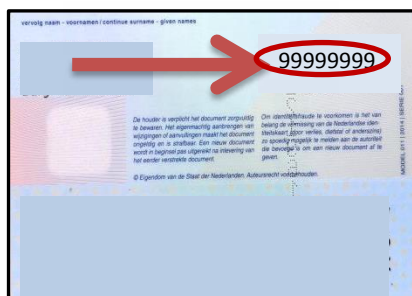 vervolg naam - voornamen / continue surname - given names
99999999
De houder is verplicht het document zorgvuldig
te bewaren. Het eigenmachtig aanbrengen van
wijzigingen of aanvullingen maakt het document
ongeldig en is strafbaar. Een nieuw document
wordt in beginsel pas uitgereikt na inlevering van
het eerder verstrekte document.
Om identiteitsfraude te voorkomen is het van
belang de vermissing van de Nederlandse iden-
titeitskaart (door verlies, diefstal of anderszins)
zo spoedig mogelijk te melden aan de autoriteit
die bevoegd is om een nieuw document af te
geven.
© Eigendom van de Staat der Nederlanden. Auteursrecht voorbehouden.
MODEL 011 | 2014 | SERIE